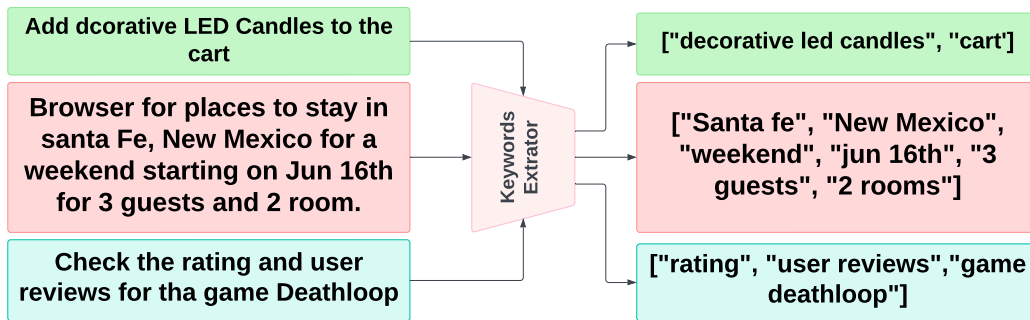 Add dcorative LED Candles to the
cart
["decorative led candles", "cart']
Browser for places to stay in
santa Fe, New Mexico for a
weekend starting on Jun 16th
for 3 guests and 2 room.
Keywords
Extrator
["Santa fe", "New Mexico",
"weekend", "jun 16th", "3
guests", "2 rooms"]
Check the rating and user
reviews for tha game Deathloop
["rating", "user reviews","game
deathloop"]